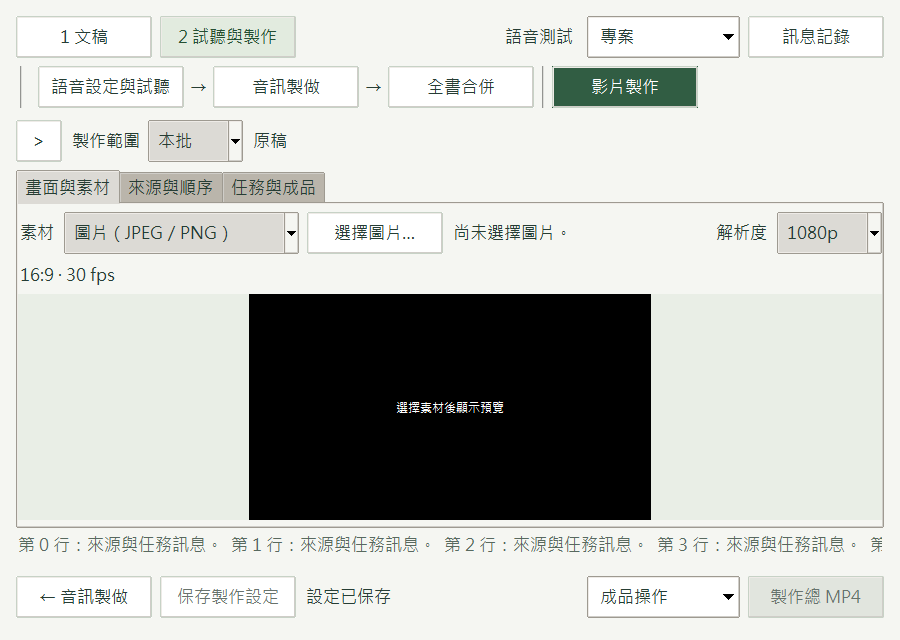 1 文稿 2 試聽與製作 語音測試 專案 訊息記錄
語音設定與試聽 → 音訊製做 → 全書合併 影片製作
> 製作範圍 本批 原稿
畫面與素材 來源與順序 任務與成品
素材 圖片 ( JPEG / PNG ) 選擇圖片... 尚未選擇圖片。 解析度 1080p
16:9 · 30 fps
選擇素材後顯示預覽
第 0 行：來源與任務訊息。 第 1 行：來源與任務訊息。 第 2 行：來源與任務訊息。 第 3 行：來源與任務訊息。
← 音訊製做 保存製作設定 設定已保存 成品操作 製作總 MP4